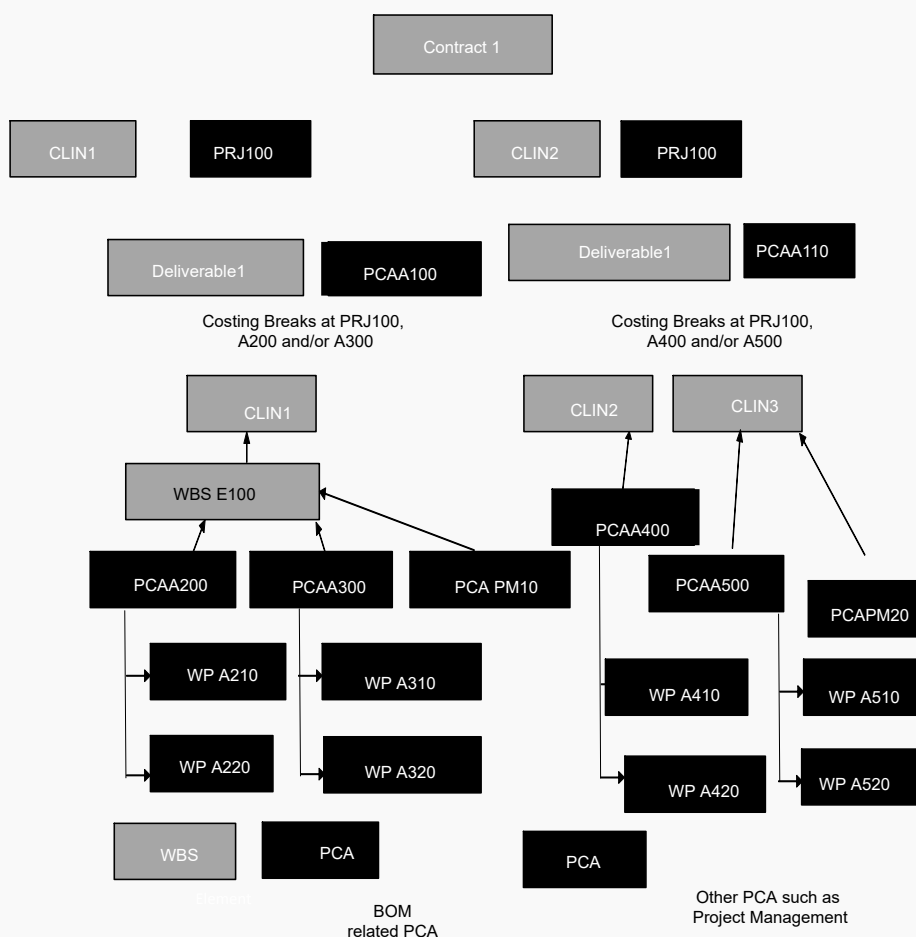 Contract 1
CLIN1
PRJ100
CLIN2
PRJ100
Deliverable1
PCAA100
Deliverable1
PCAA110
Costing Breaks at PRJ100,
A200 and/or A300
Costing Breaks at PRJ100,
A400 and/or A500
CLIN1
CLIN2
CLIN3
WBS E100
PCAA400
PCAA200
PCAA300
PCA PM10
PCAA500
PCAPM20
WP A210
WP A310
WP A410
WP A510
WP A220
WP A320
WP A420
WP A520
WBS
Element
PCA
PCA
BOM
related PCA
Other PCA such as
Project Management